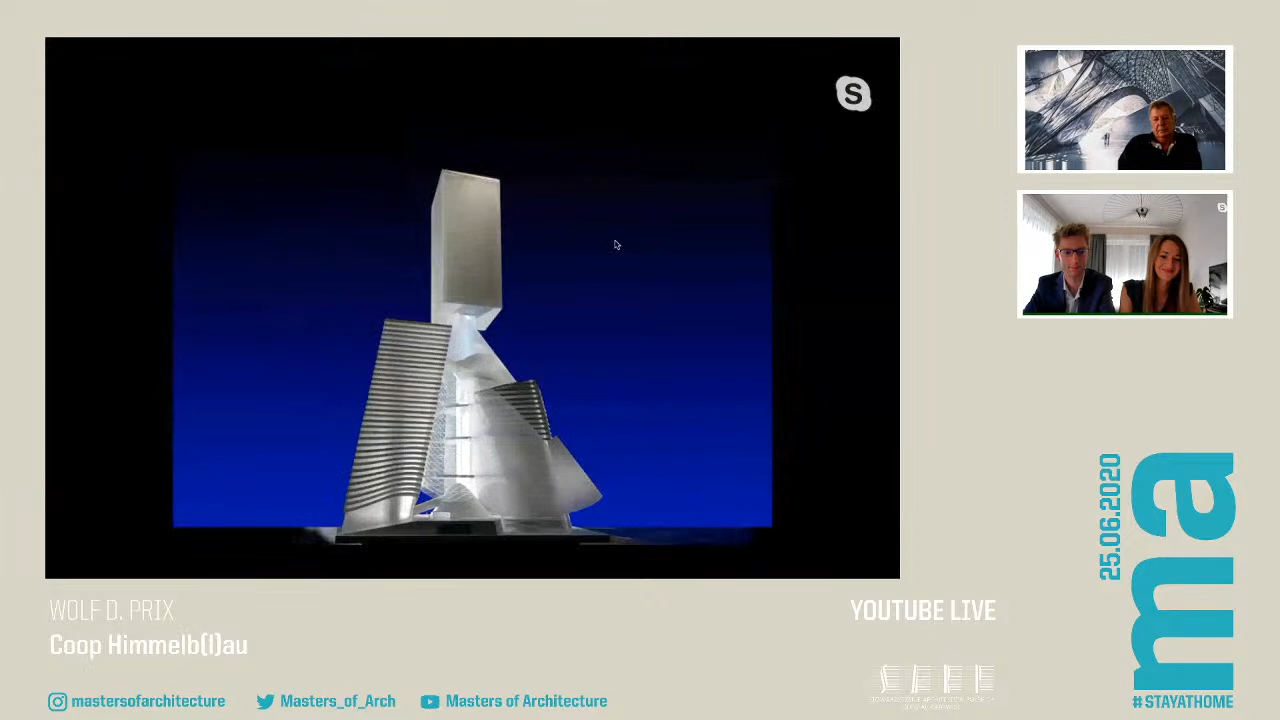 S
S
WOLF D. PRIX
Coop Himmelb(l)au
YOUTUBE LIVE
mastersofarchitecture
Masters_of_Arch
Masters of Architecture
25.06.2020
ma
#STAYATHOME